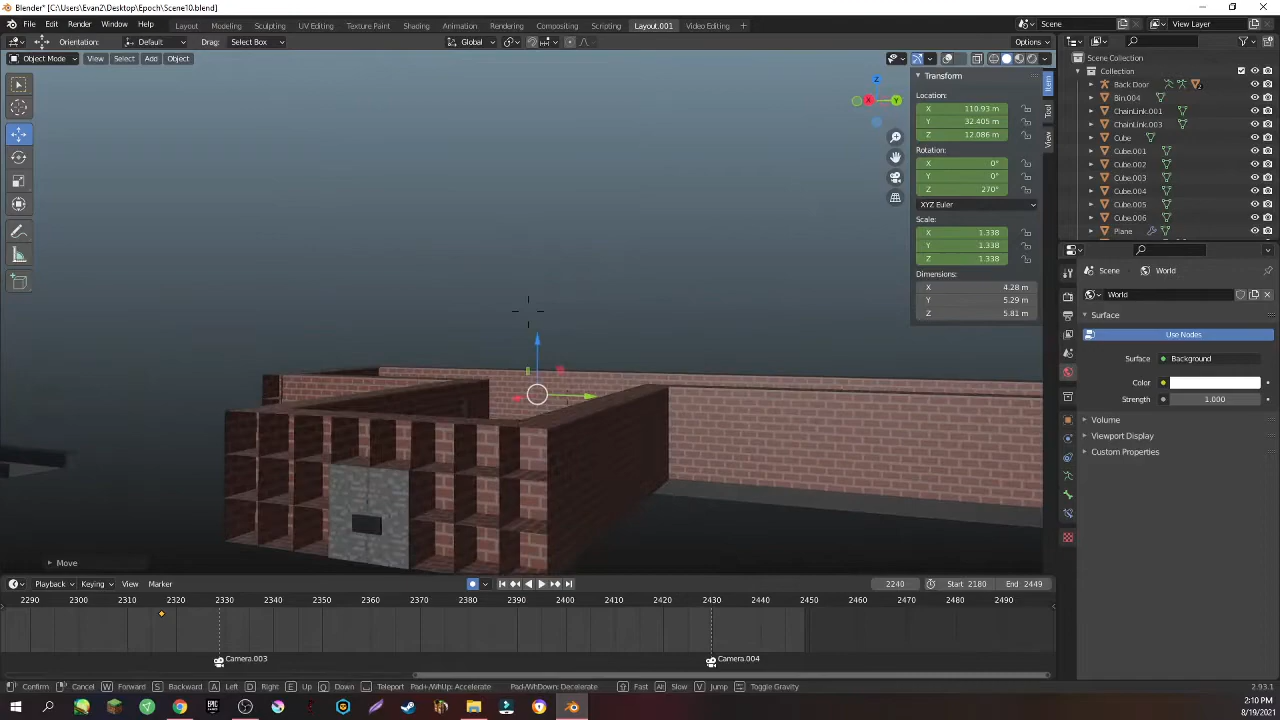 Blender* [C:\Users\EvanZ\Desktop\Epoch\Scene10.blend]
File Edit Render Window Help Layout Modeling Sculpting UV Editing Texture Paint Shading Animation Rendering Compositing Scripting Layout.001 Video Editing + Scene View Layer
Orientation: Default Drag: Select Box Global Options
Object Mode View Select Add Object
Scene Collection
Collection
Back Door
Bin.004
ChainLink.001
ChainLink.003
Cube
Cube.001
Cube.002
Cube.003
Cube.004
Cube.005
Cube.006
Plane
Transform
Location:
X 110.93 m
Y 32.405 m
Z 12.086 m
Rotation:
X 0°
Y 0°
Z 270°
XYZ Euler
Scale:
X 1.338
Y 1.338
Z 1.338
Dimensions:
X 4.28 m
Y 5.29 m
Z 5.81 m
Item
Tool
View
Z
X
Y
Scene World
World
Surface
Use Nodes
Surface Background
Color
Strength 1.000
Volume
Viewport Display
Custom Properties
Move
Playback Keying View Marker 2240 Start 2180 End 2449
2290 2300 2310 2320 2330 2340 2350 2360 2370 2380 2390 2400 2410 2420 2430 2440 2450 2460 2470 2480 2490
Camera.003 Camera.004
Confirm Cancel W Forward S Backward A Left D Right E Up Q Down Teleport Pad+/WhUp: Accelerate Pad-/WhDown: Decelerate Fast Alt Slow V Jump Toggle Gravity 2.93.1
2:10 PM
8/19/2021